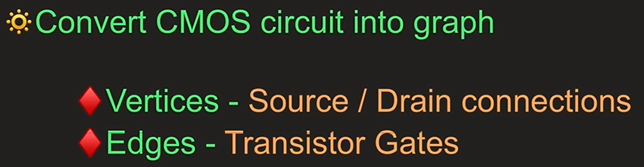 Convert CMOS circuit into graph
Vertices - Source / Drain connections
Edges - Transistor Gates